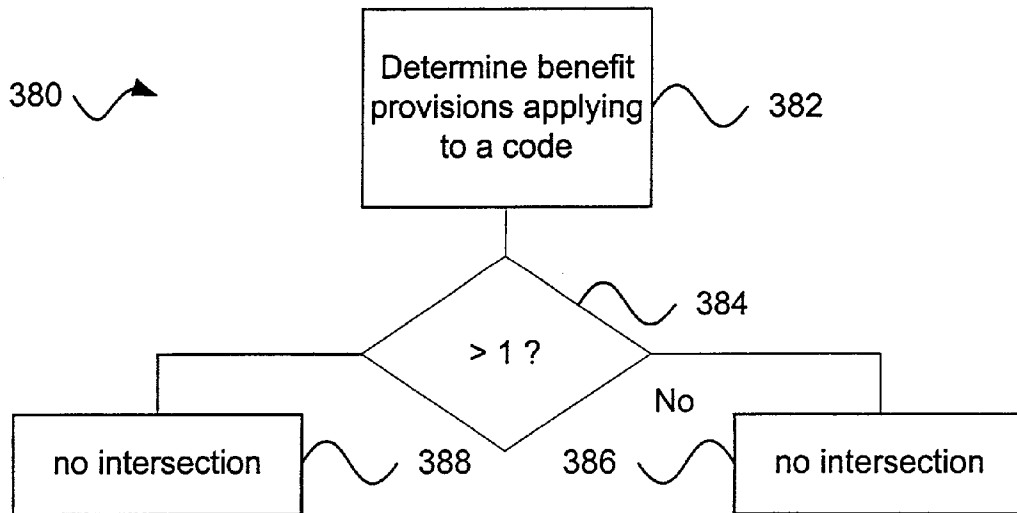 Determine benefit
provisions applying
to a code
380
382
384
> 1 ?
No
no intersection
388
386
no intersection